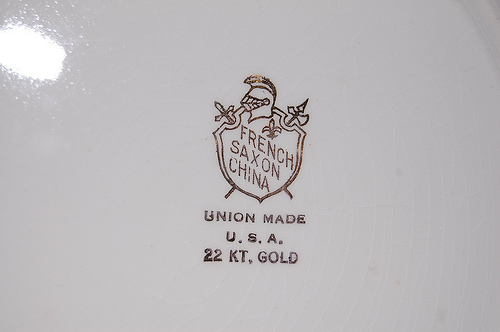 FRENCH
SAXON
CHINA
UNION MADE
U. S. A.
22 KT, GOLD